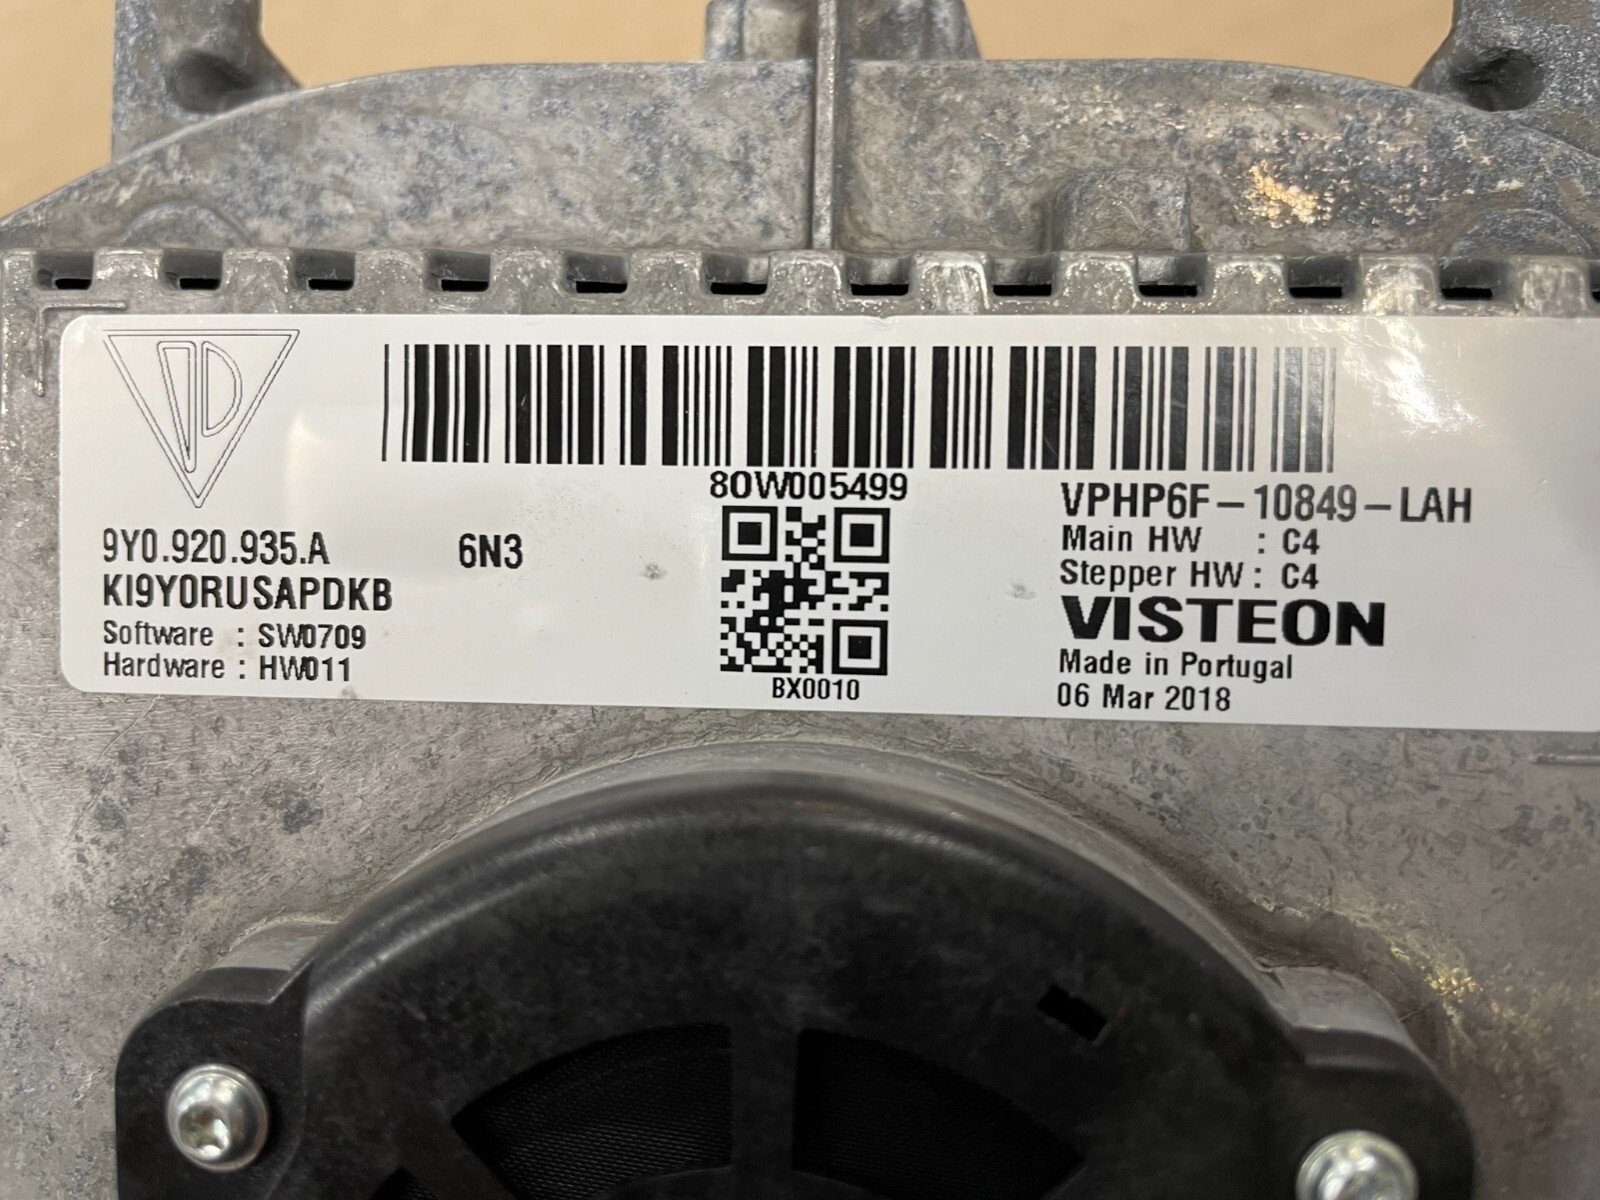 80W005499
9Y0.920.935.A
6N3
KI9Y0RUSAPDKB
Software : SW0709
Hardware : HW011
BX0010
VPHP6F-10849-LAH
Main HW : C4
Stepper HW : C4
VISTEON
Made in Portugal
06 Mar 2018